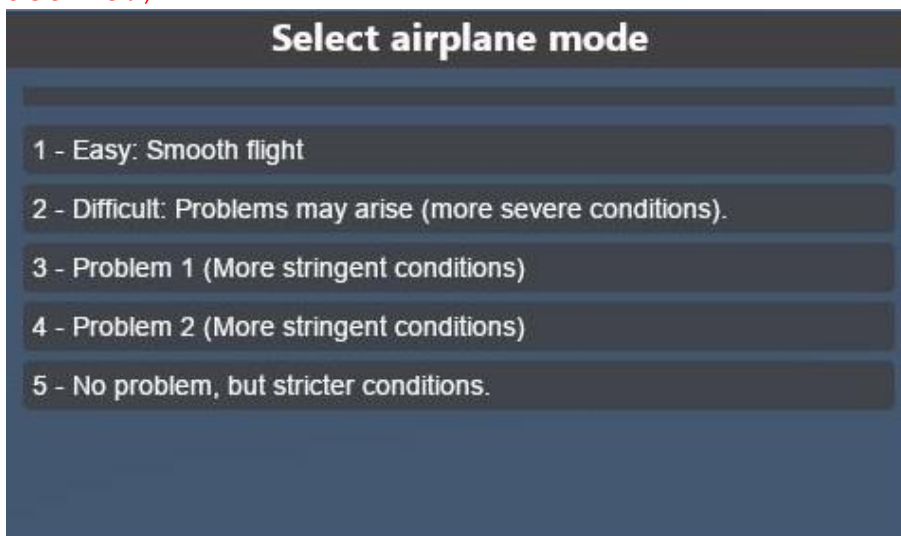 Select airplane mode
1 - Easy: Smooth flight
2 - Difficult: Problems may arise (more severe conditions).
3 - Problem 1 (More stringent conditions)
4 - Problem 2 (More stringent conditions)
5 - No problem, but stricter conditions.